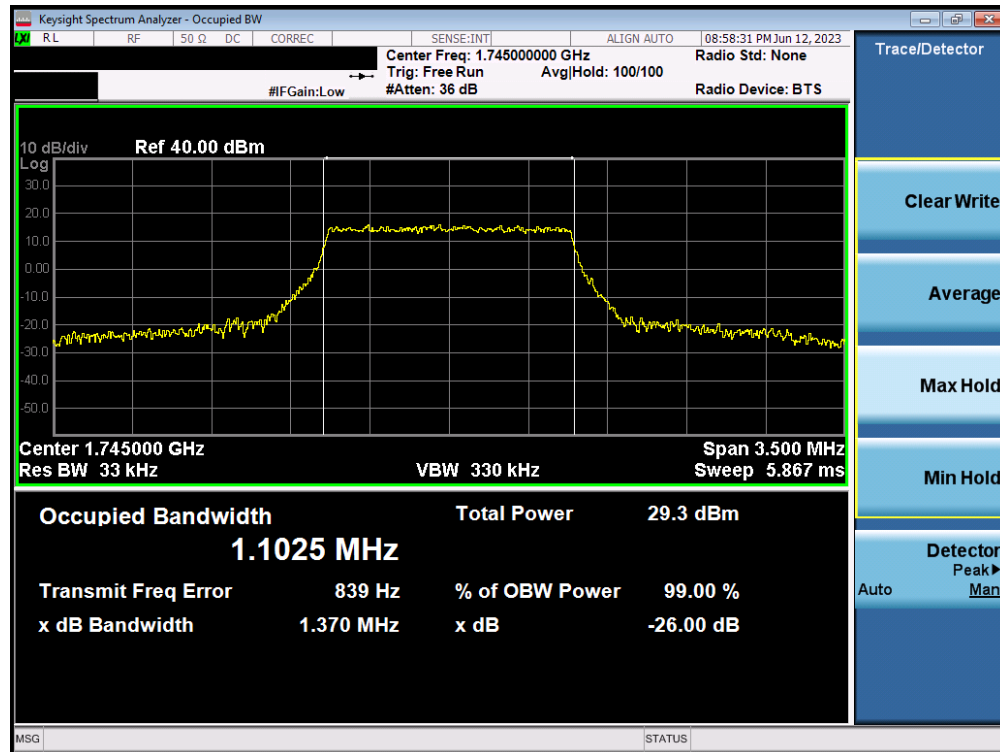 Keysight Spectrum Analyzer - Occupied BW
LXI RL RF 50 Ω DC CORREC SENSE:INT ALIGN AUTO 08:58:31 PM Jun 12, 2023
Center Freq: 1.745000000 GHz Radio Std: None
Trig: Free Run Avg|Hold: 100/100
#IFGain:Low #Atten: 36 dB Radio Device: BTS
10 dB/div Ref 40.00 dBm
Log
30.0
20.0
10.0
0.00
-10.0
-20.0
-30.0
-40.0
-50.0
Center 1.745000 GHz Span 3.500 MHz
Res BW 33 kHz VBW 330 kHz Sweep 5.867 ms
Occupied Bandwidth Total Power 29.3 dBm
1.1025 MHz
Transmit Freq Error 839 Hz % of OBW Power 99.00 %
x dB Bandwidth 1.370 MHz x dB -26.00 dB
MSG STATUS
Trace/Detector
Clear Write
Average
Max Hold
Min Hold
Detector
Peak▶
Auto Man